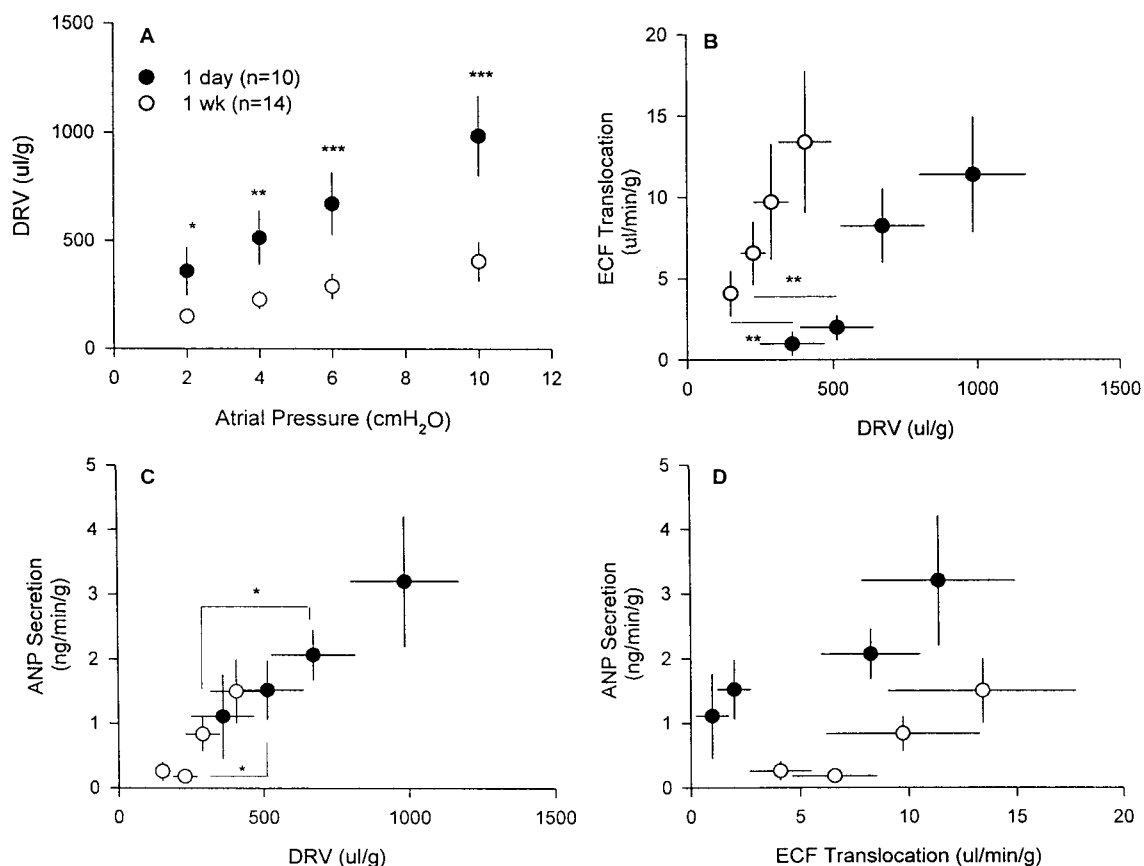 A
1 day (n=10)
1 wk (n=14)
*
**
***
***
1500
1000
500
0
DRV (ul/g)
0 2 4 6 8 10 12
Atrial Pressure (cmH₂O)
B
20
15
10
5
0
ECF Translocation
(ul/min/g)
**
**
0 500 1000 1500
DRV (ul/g)
C
5
4
3
2
1
0
ANP Secretion
(ng/min/g)
*
*
0 500 1000 1500
DRV (ul/g)
D
5
4
3
2
1
0
ANP Secretion
(ng/min/g)
0 5 10 15 20
ECF Translocation (ul/min/g)